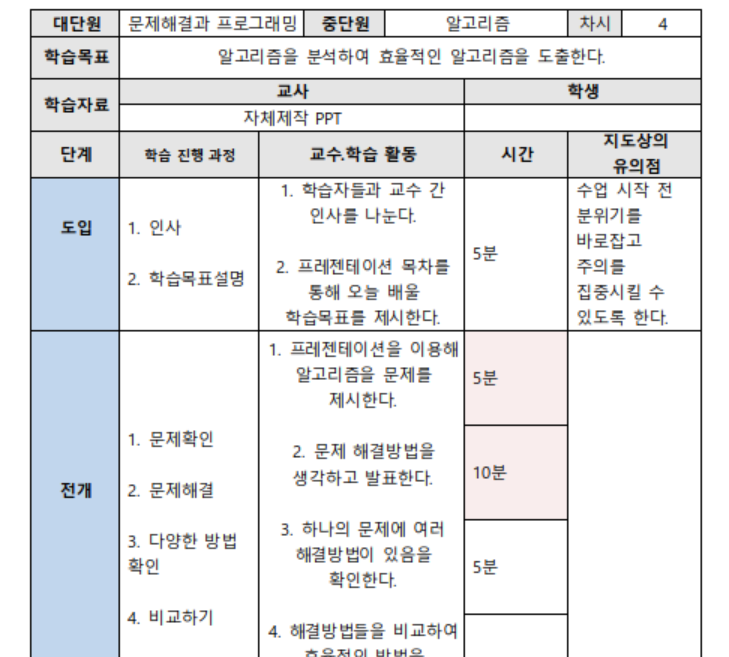 대단원 문제해결과 프로그래밍 중단원 알고리즘 차시 4
학습목표 알고리즘을 분석하여 효율적인 알고리즘을 도출한다.
학습자료 교사 학생
자체제작 PPT
단계 학습 진행 과정 교수.학습 활동 시간 지도상의
유의점
도입
1. 인사
2. 학습목표설명
1. 학습자들과 교수 간
인사를 나눈다.
2. 프레젠테이션 목차를
통해 오늘 배울
학습목표를 제시한다.
5분
수업 시작 전
분위기를
바로잡고
주의를
집중시킬 수
있도록 한다.
전개
1. 문제확인
2. 문제해결
3. 다양한 방법
확인
4. 비교하기
1. 프레젠테이션을 이용해
알고리즘을 문제를
제시한다.
2. 문제 해결방법을
생각하고 발표한다.
3. 하나의 문제에 여러
해결방법이 있음을
확인한다.
4. 해결방법들을 비교하여
효율적인 방법을
5분
10분
5분